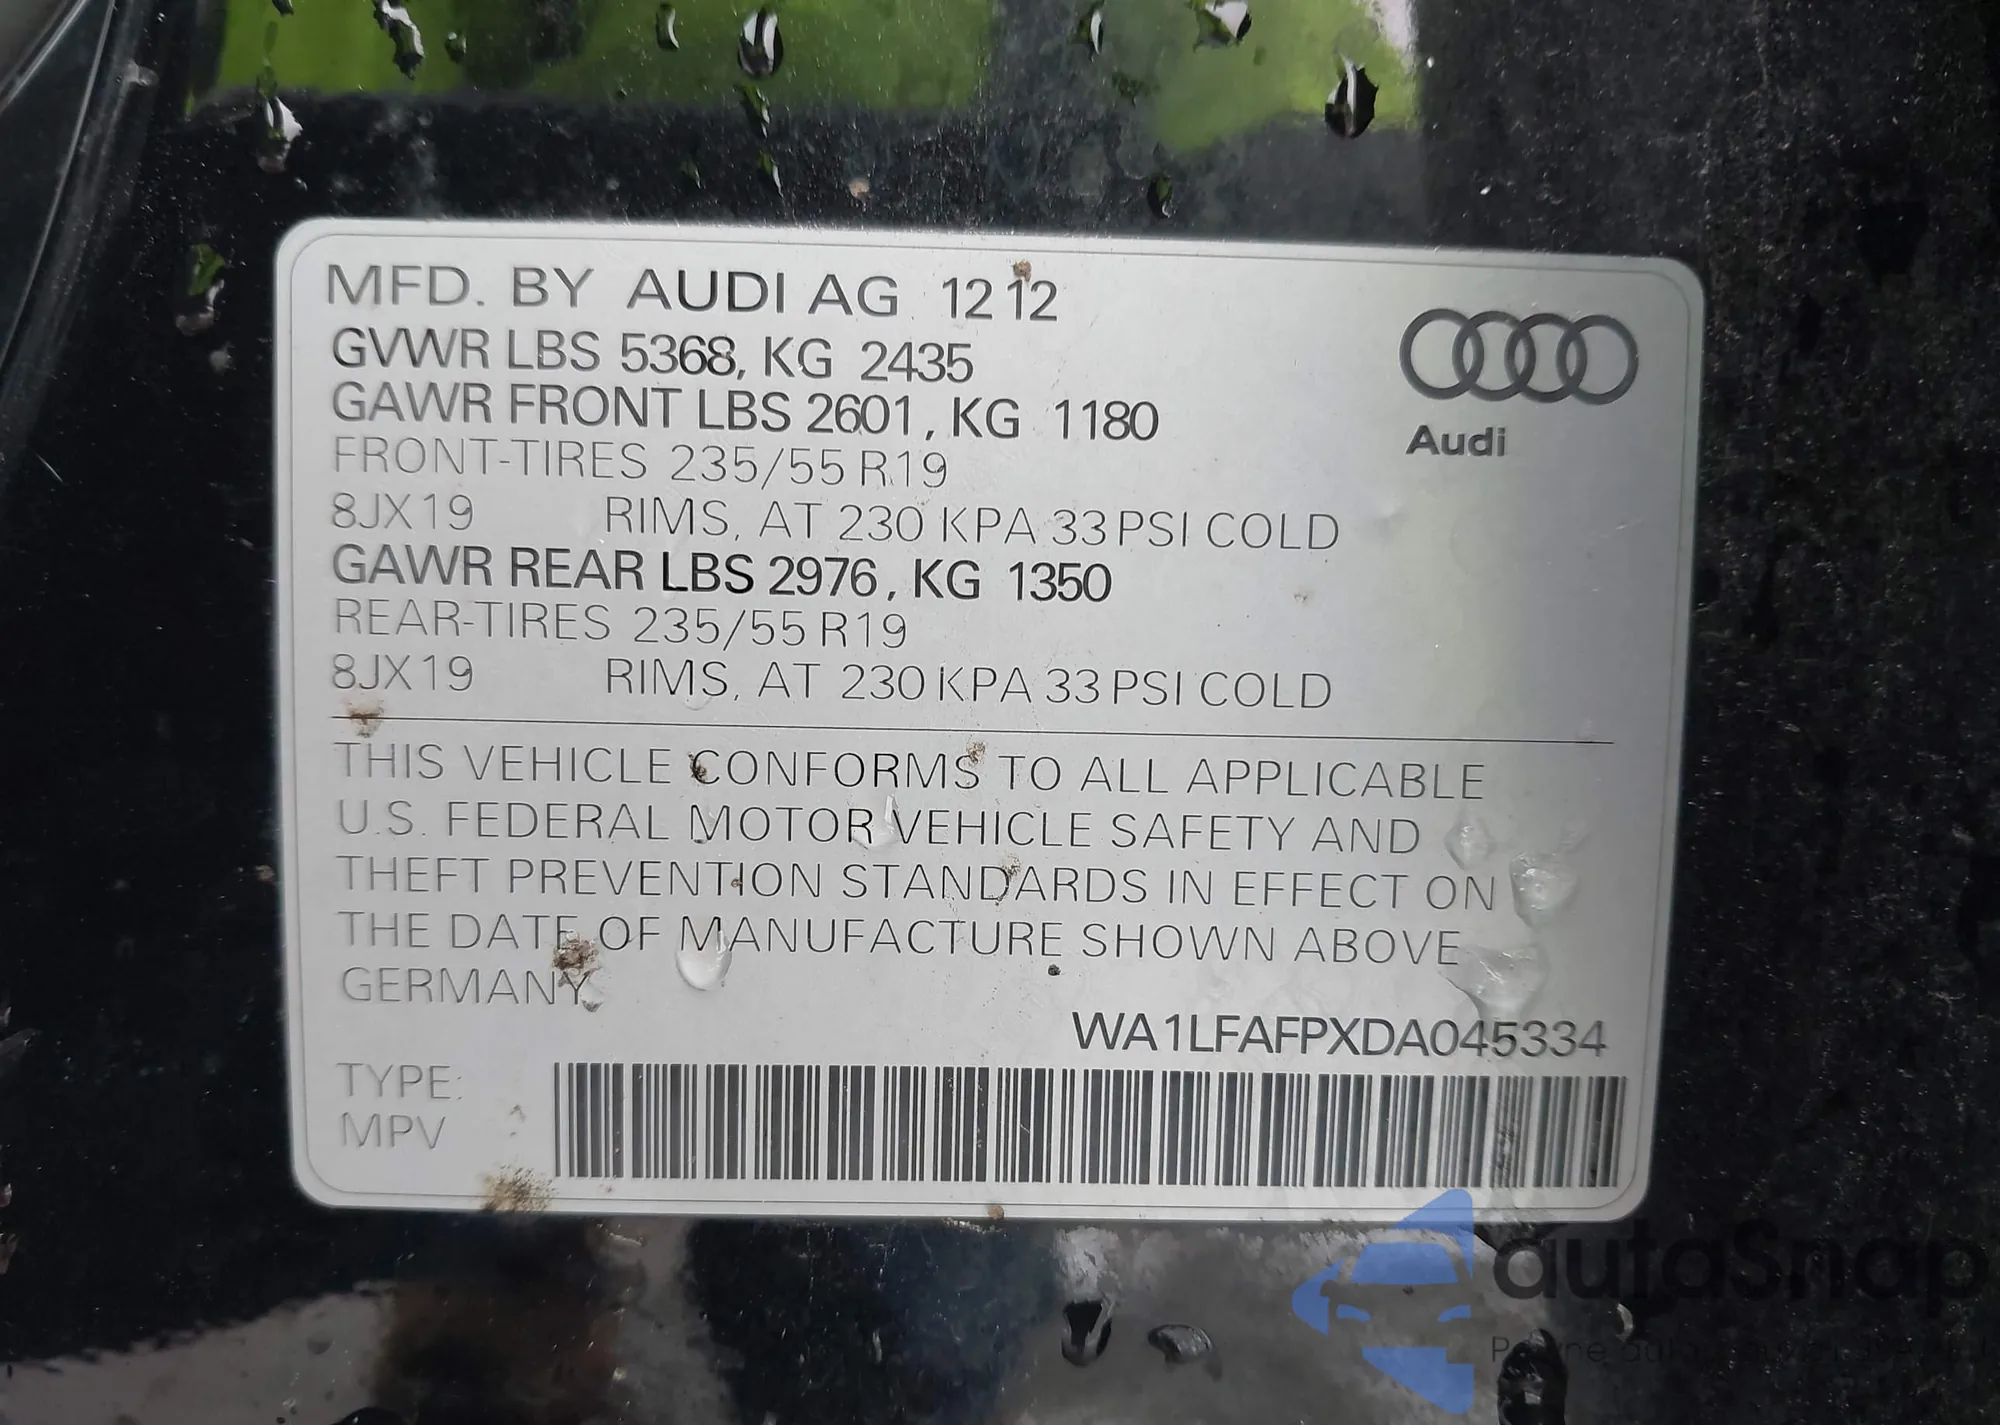 MFD. BY AUDI AG 12 12
GVWR LBS 5368, KG 2435
GAWR FRONT LBS 2601, KG 1180
FRONT-TIRES 235/55 R19
8JX19 RIMS, AT 230 KPA 33 PSI COLD
GAWR REAR LBS 2976, KG 1350
REAR-TIRES 235/55 R19
8JX19 RIMS, AT 230 KPA 33 PSI COLD
Audi
THIS VEHICLE CONFORMS TO ALL APPLICABLE
U.S. FEDERAL MOTOR VEHICLE SAFETY AND
THEFT PREVENTION STANDARDS IN EFFECT ON
THE DATE OF MANUFACTURE SHOWN ABOVE
GERMANY
WA1LFAFPXDA045334
TYPE:
MPV
autoSnap